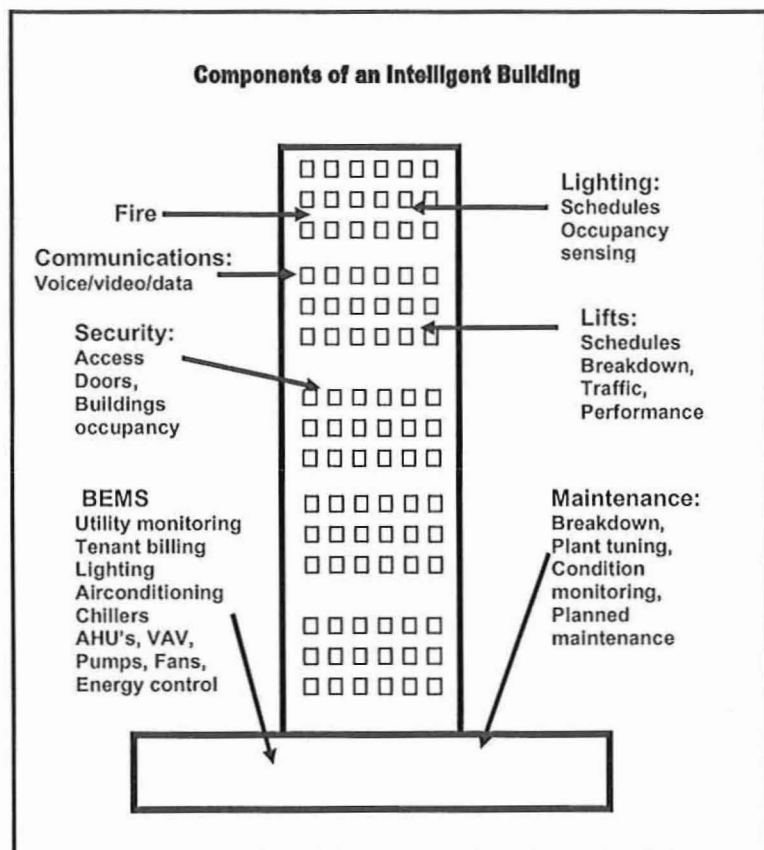 Components of an Intelligent Building
Fire
Communications:
Voice/video/data
Security:
Access
Doors,
Buildings
occupancy
BEMS
Utility monitoring
Tenant billing
Lighting
Airconditioning
Chillers
AHU's, VAV,
Pumps, Fans,
Energy control
Lighting:
Schedules
Occupancy
sensing
Lifts:
Schedules
Breakdown,
Traffic,
Performance
Maintenance:
Breakdown,
Plant tuning,
Condition
monitoring,
Planned
maintenance